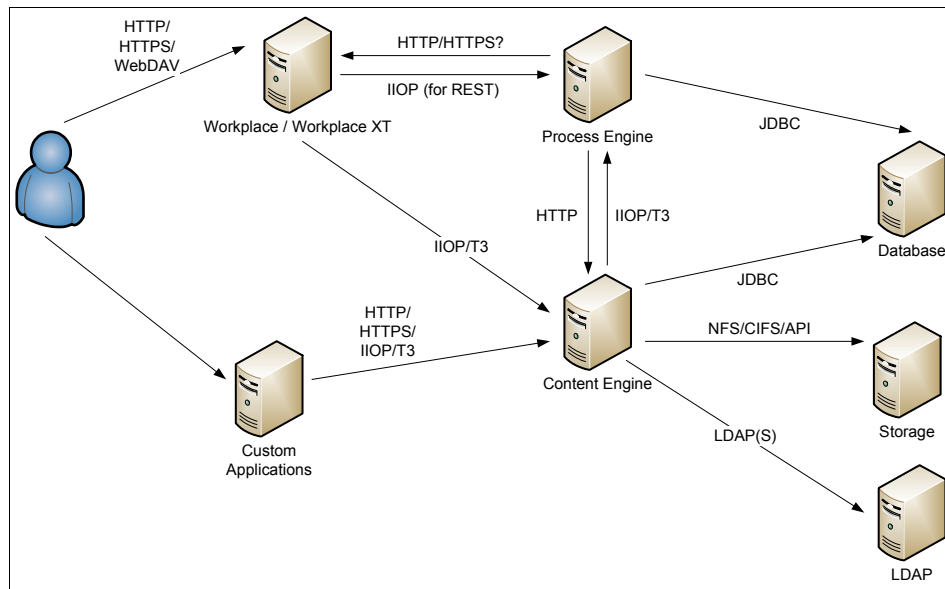 HTTP/
HTTPS/
WebDAV
HTTP/HTTPS?
IIOP (for REST)
Workplace / Workplace XT
Process Engine
JDBC
HTTP
IIOP/T3
Database
IIOP/T3
JDBC
HTTP/
HTTPS/
IIOP/T3
NFS/CIFS/API
Content Engine
Storage
Custom
Applications
LDAP(S)
LDAP